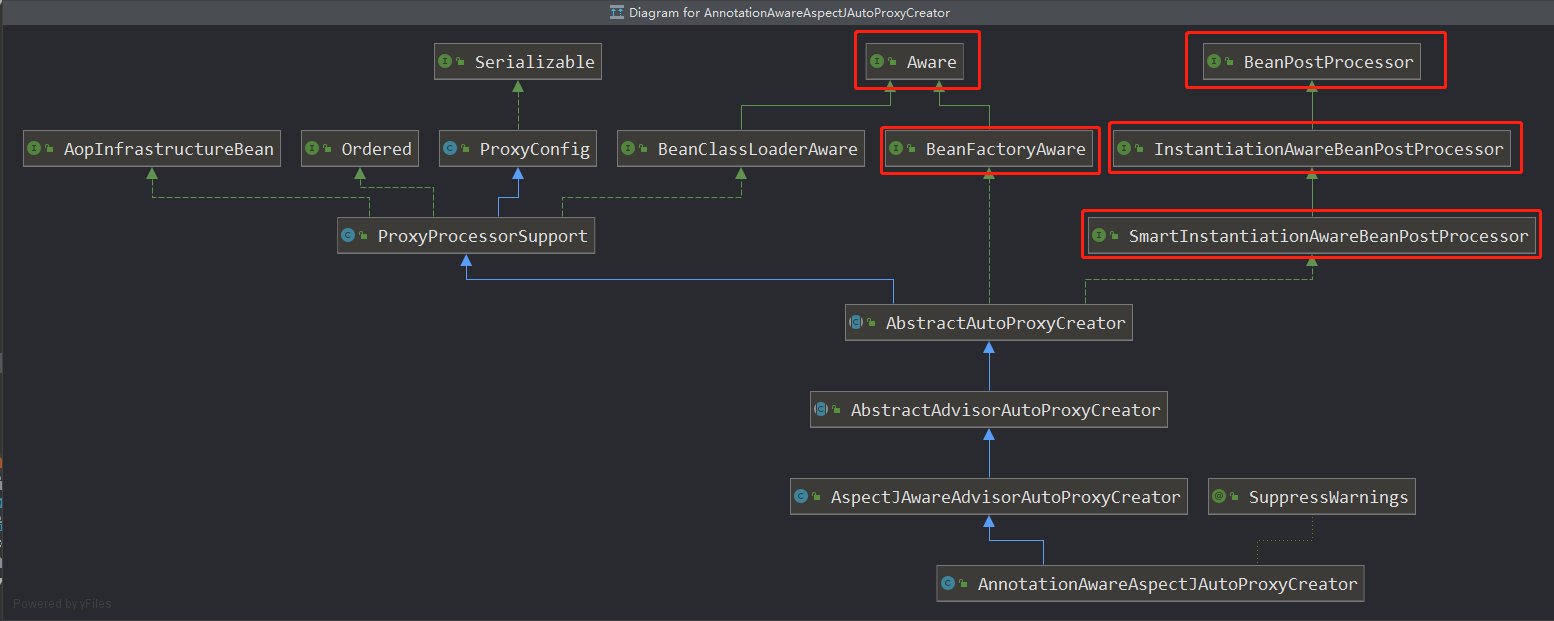 Diagram for AnnotationAwareAspectJAutoProxyCreator
Serializable
Aware
BeanPostProcessor
AopInfrastructureBean
Ordered
ProxyConfig
BeanClassLoaderAware
BeanFactoryAware
InstantiationAwareBeanPostProcessor
ProxyProcessorSupport
SmartInstantiationAwareBeanPostProcessor
AbstractAutoProxyCreator
AbstractAdvisorAutoProxyCreator
AspectJAwareAdvisorAutoProxyCreator
SuppressWarnings
AnnotationAwareAspectJAutoProxyCreator
Powered by yFiles